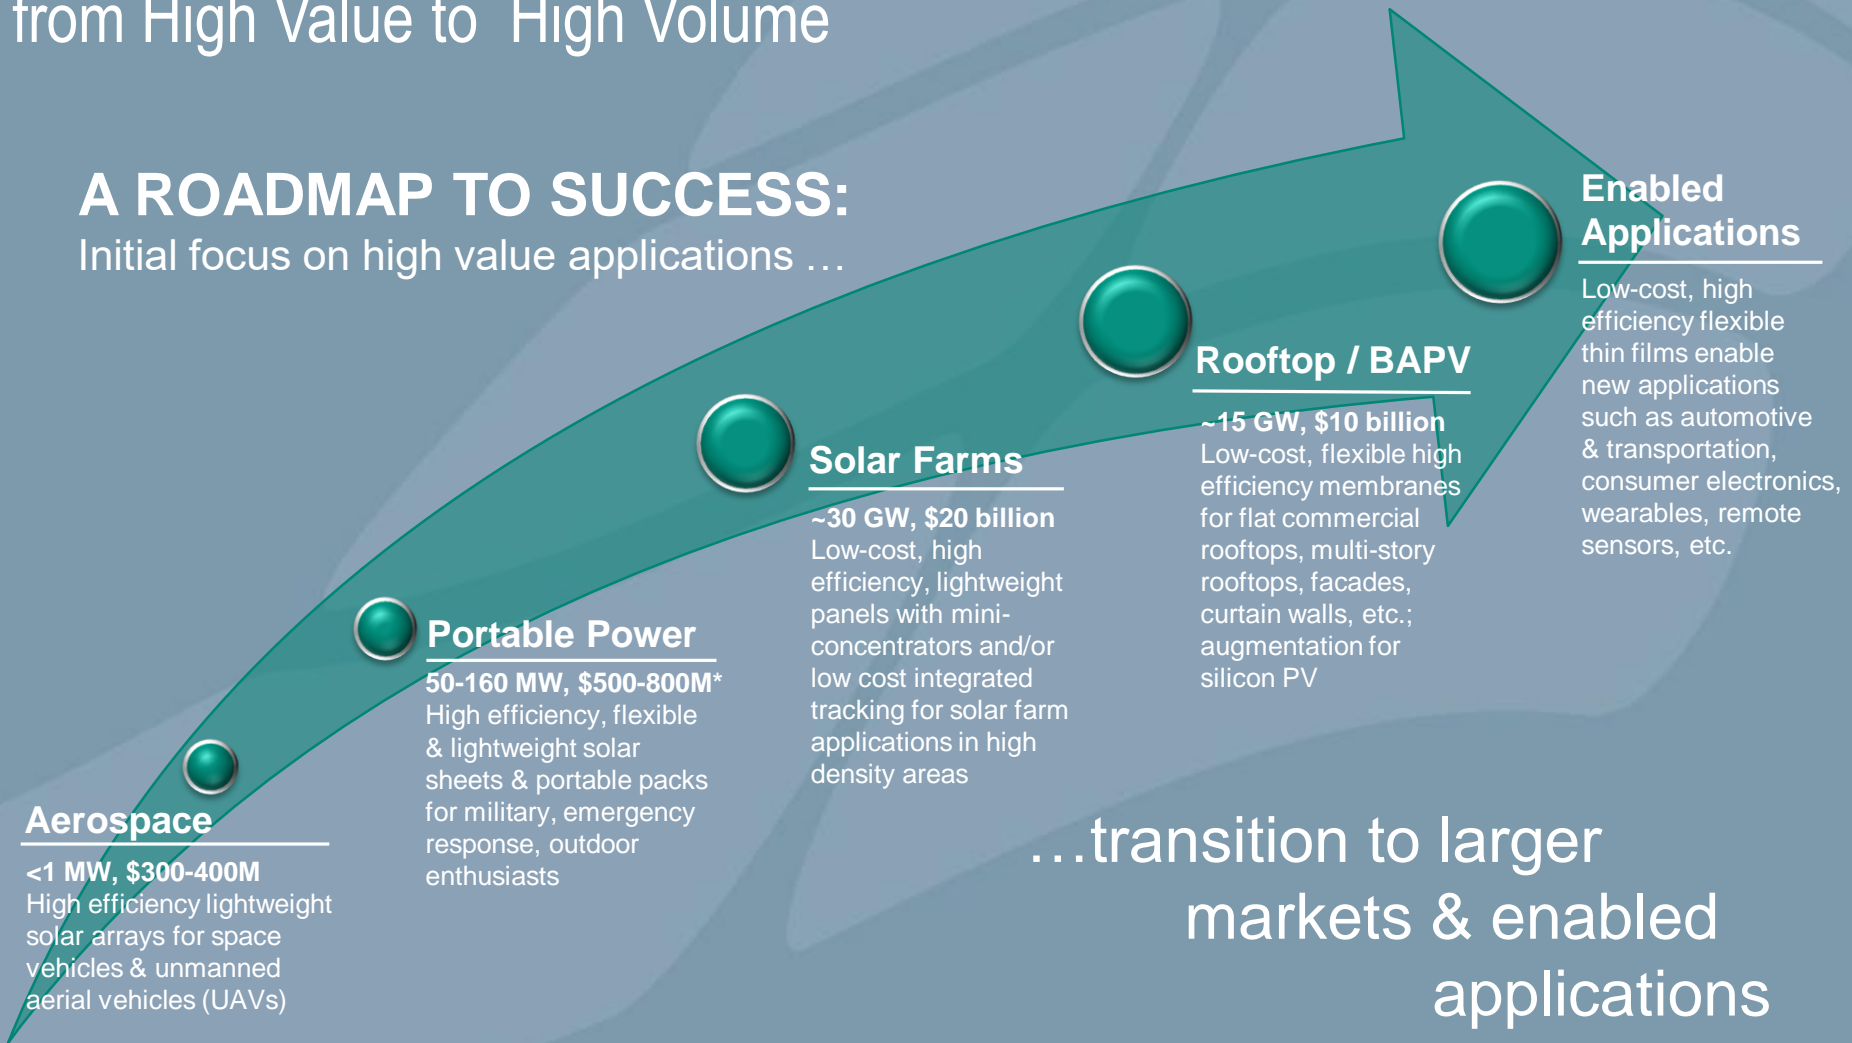 from High Value to High Volume
A ROADMAP TO SUCCESS:
Initial focus on high value applications …
Aerospace
<1 MW, $300-400M
High efficiency lightweight
solar arrays for space
vehicles & unmanned
aerial vehicles (UAVs)
Portable Power
50-160 MW, $500-800M*
High efficiency, flexible
& lightweight solar
sheets & portable packs
for military, emergency
response, outdoor
enthusiasts
Solar Farms
~30 GW, $20 billion
Low-cost, high
efficiency, lightweight
panels with mini-
concentrators and/or
low cost integrated
tracking for solar farm
applications in high
density areas
Rooftop / BAPV
~15 GW, $10 billion
Low-cost, flexible high
efficiency membranes
for flat commercial
rooftops, multi-story
rooftops, facades,
curtain walls, etc.;
augmentation for
silicon PV
Enabled
Applications
Low-cost, high
efficiency flexible
thin films enable
new applications
such as automotive
& transportation,
consumer electronics,
wearables, remote
sensors, etc.
…transition to larger
markets & enabled
applications